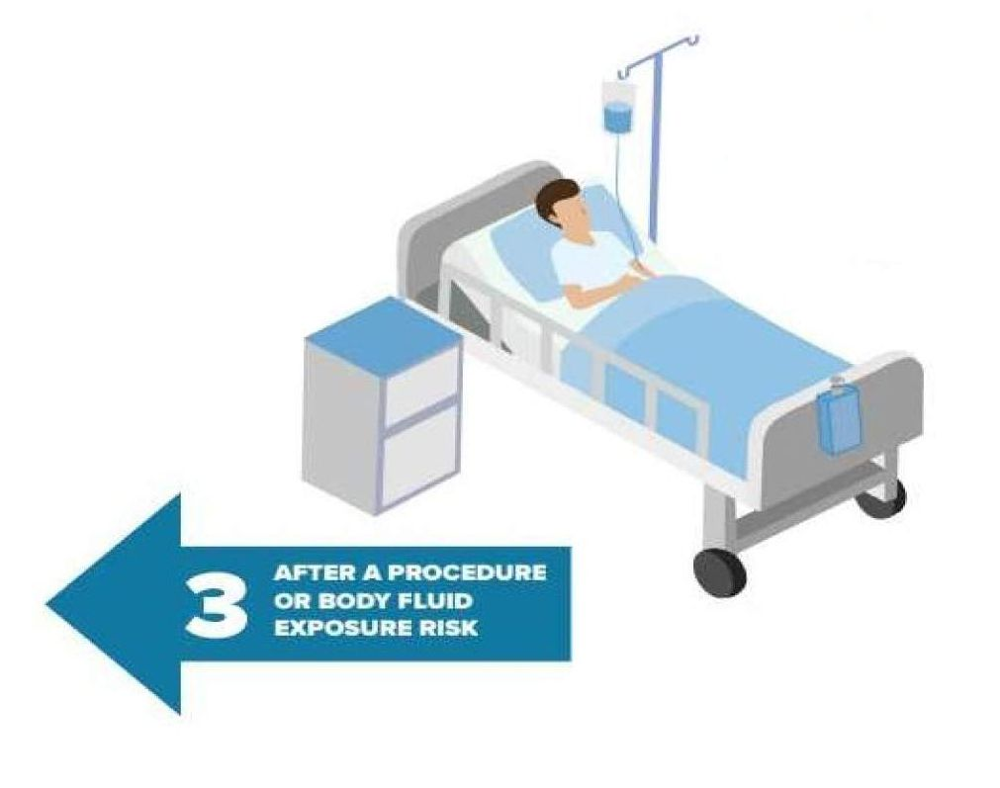 3
AFTER A PROCEDURE
OR BODY FLUID
EXPOSURE RISK